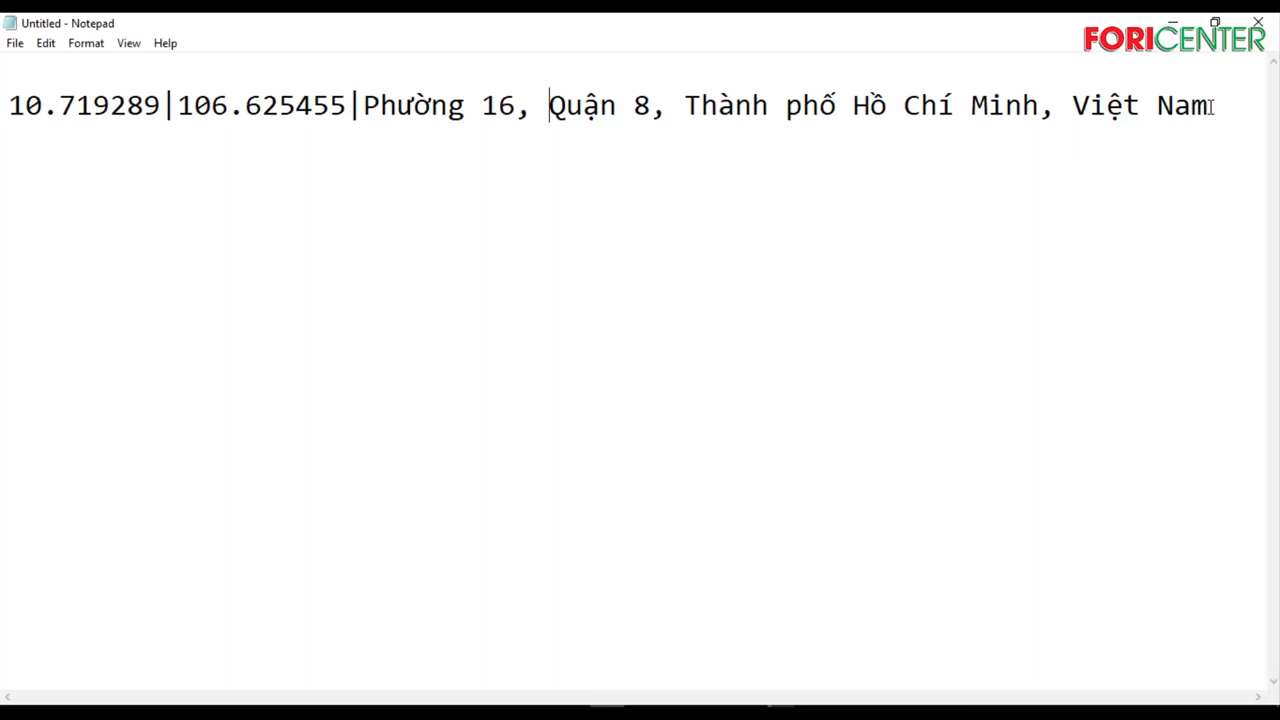 Untitled - Notepad
FORICENTER
File Edit Format View Help
10.719289|106.625455|Phường 16, Quận 8, Thành phố Hồ Chí Minh, Việt Nam